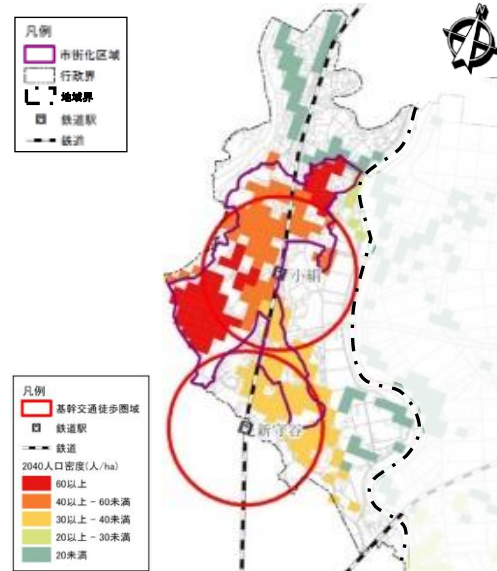 凡例
市街化区域
行政界
地域界
鉄道駅
鉄道
小絹
新守谷
凡例
基幹交通徒歩圏域
鉄道駅
鉄道
2040人口密度(人/ha)
60以上
40以上 - 60未満
30以上 - 40未満
20以上 - 30未満
20未満